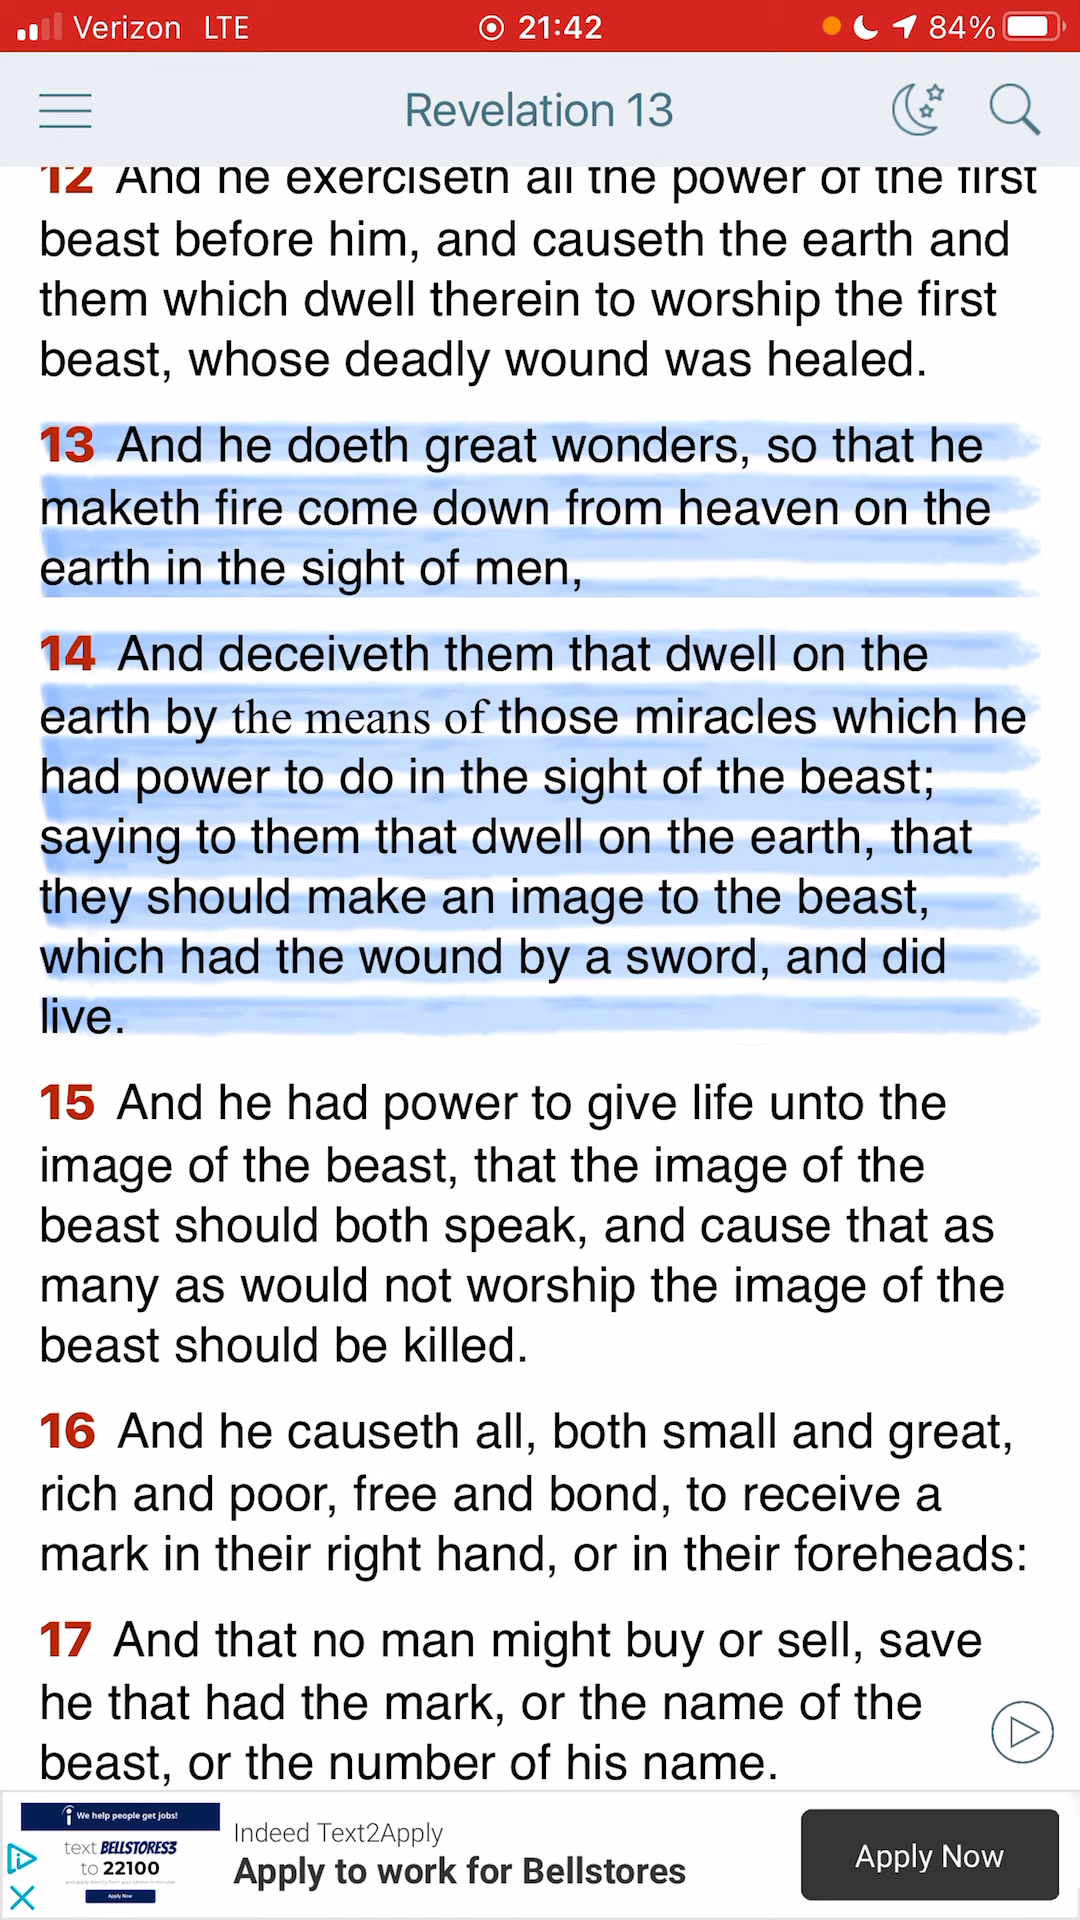 Verizon LTE 21:42 84%
Revelation 13
12 And he exerciseth all the power of the first
beast before him, and causeth the earth and
them which dwell therein to worship the first
beast, whose deadly wound was healed.
13 And he doeth great wonders, so that he
maketh fire come down from heaven on the
earth in the sight of men,
14 And deceiveth them that dwell on the
earth by the means of those miracles which he
had power to do in the sight of the beast;
saying to them that dwell on the earth, that
they should make an image to the beast,
which had the wound by a sword, and did
live.
15 And he had power to give life unto the
image of the beast, that the image of the
beast should both speak, and cause that as
many as would not worship the image of the
beast should be killed.
16 And he causeth all, both small and great,
rich and poor, free and bond, to receive a
mark in their right hand, or in their foreheads:
17 And that no man might buy or sell, save
he that had the mark, or the name of the
beast, or the number of his name.
We help people get jobs!
text BELLSTORES3
to 22100
and apply directly from your phone in minutes.
Apply Now
Indeed Text2Apply
Apply to work for Bellstores
Apply Now